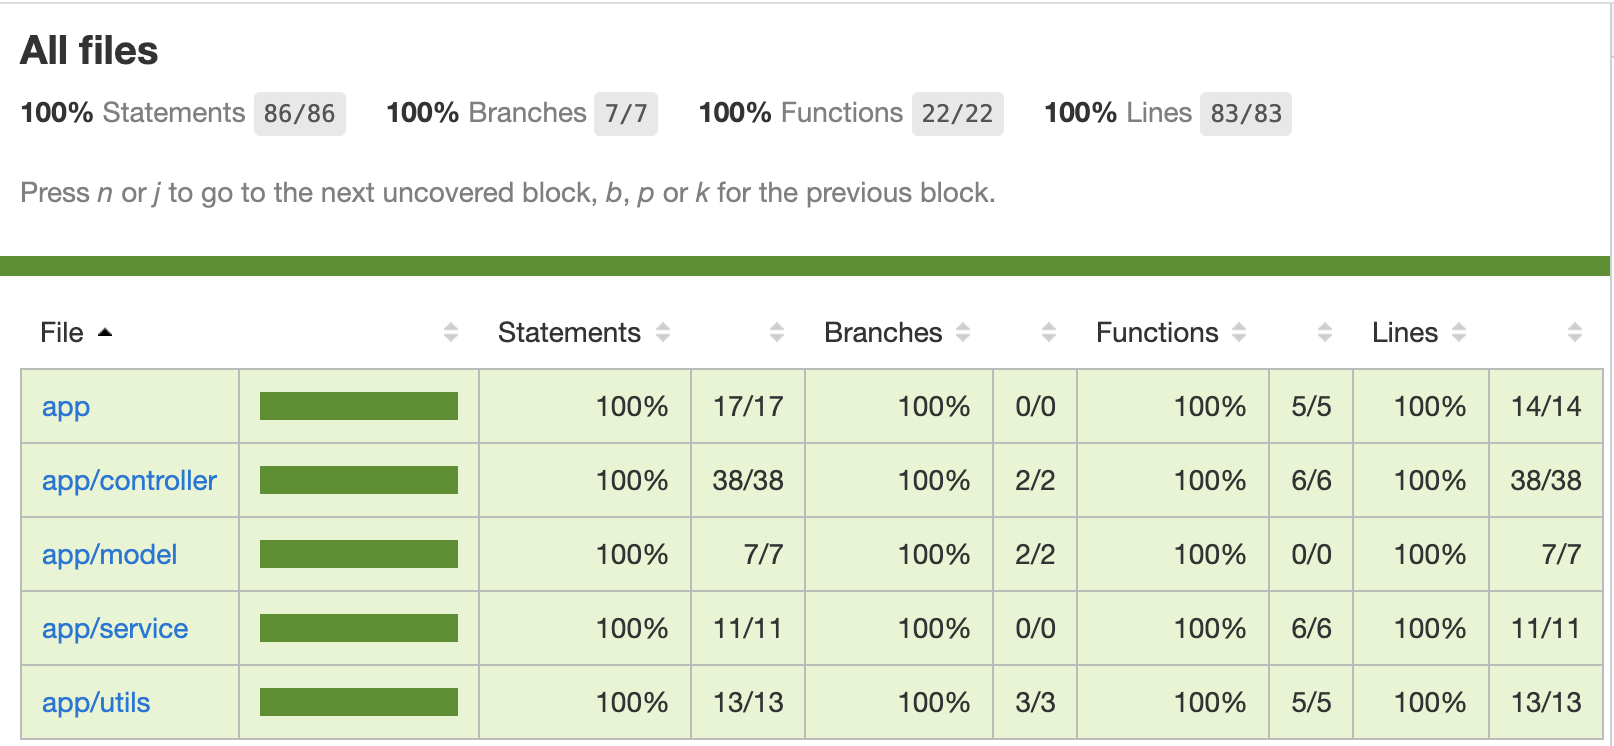 All files
100% Statements 86/86 100% Branches 7/7 100% Functions 22/22 100% Lines 83/83
Press n or j to go to the next uncovered block, b, p or k for the previous block.
File Statements Branches Functions Lines
app 100% 17/17 100% 0/0 100% 5/5 100% 14/14
app/controller 100% 38/38 100% 2/2 100% 6/6 100% 38/38
app/model 100% 7/7 100% 2/2 100% 0/0 100% 7/7
app/service 100% 11/11 100% 0/0 100% 6/6 100% 11/11
app/utils 100% 13/13 100% 3/3 100% 5/5 100% 13/13